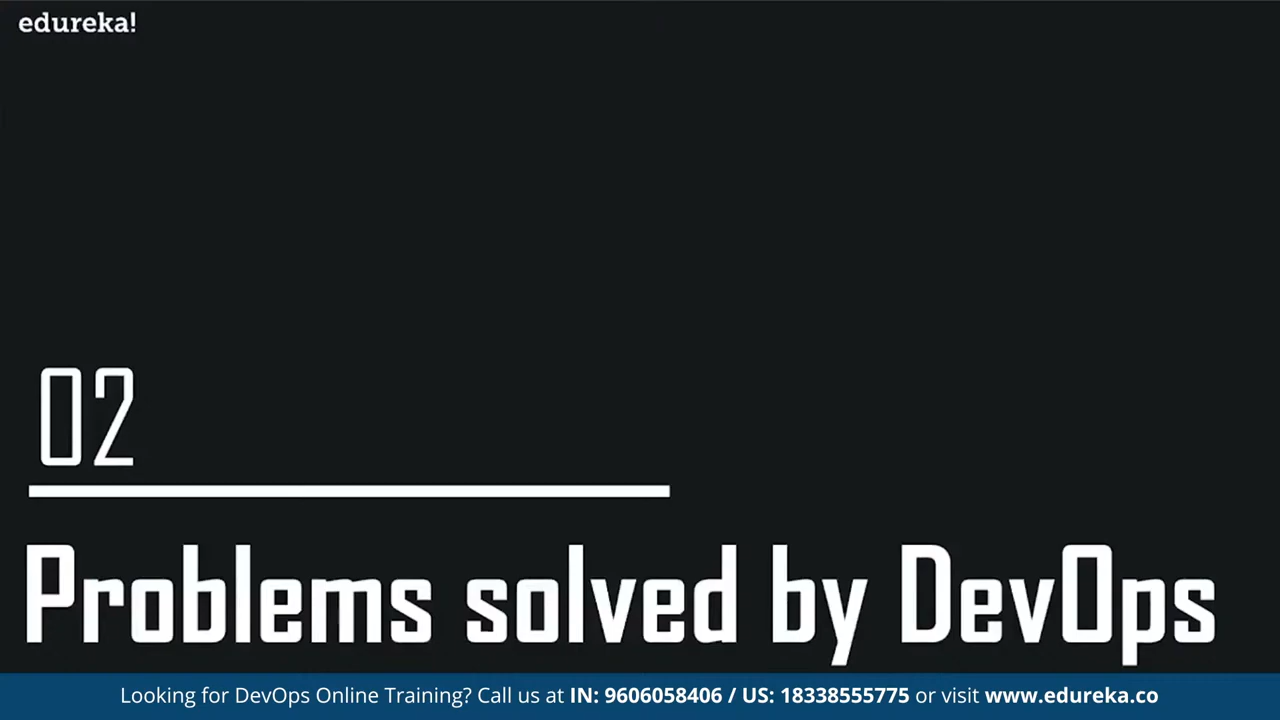 edureka!
02
Problems solved by DevOps
Looking for DevOps Online Training? Call us at IN: 9606058406 / US: 18338555775 or visit www.edureka.co